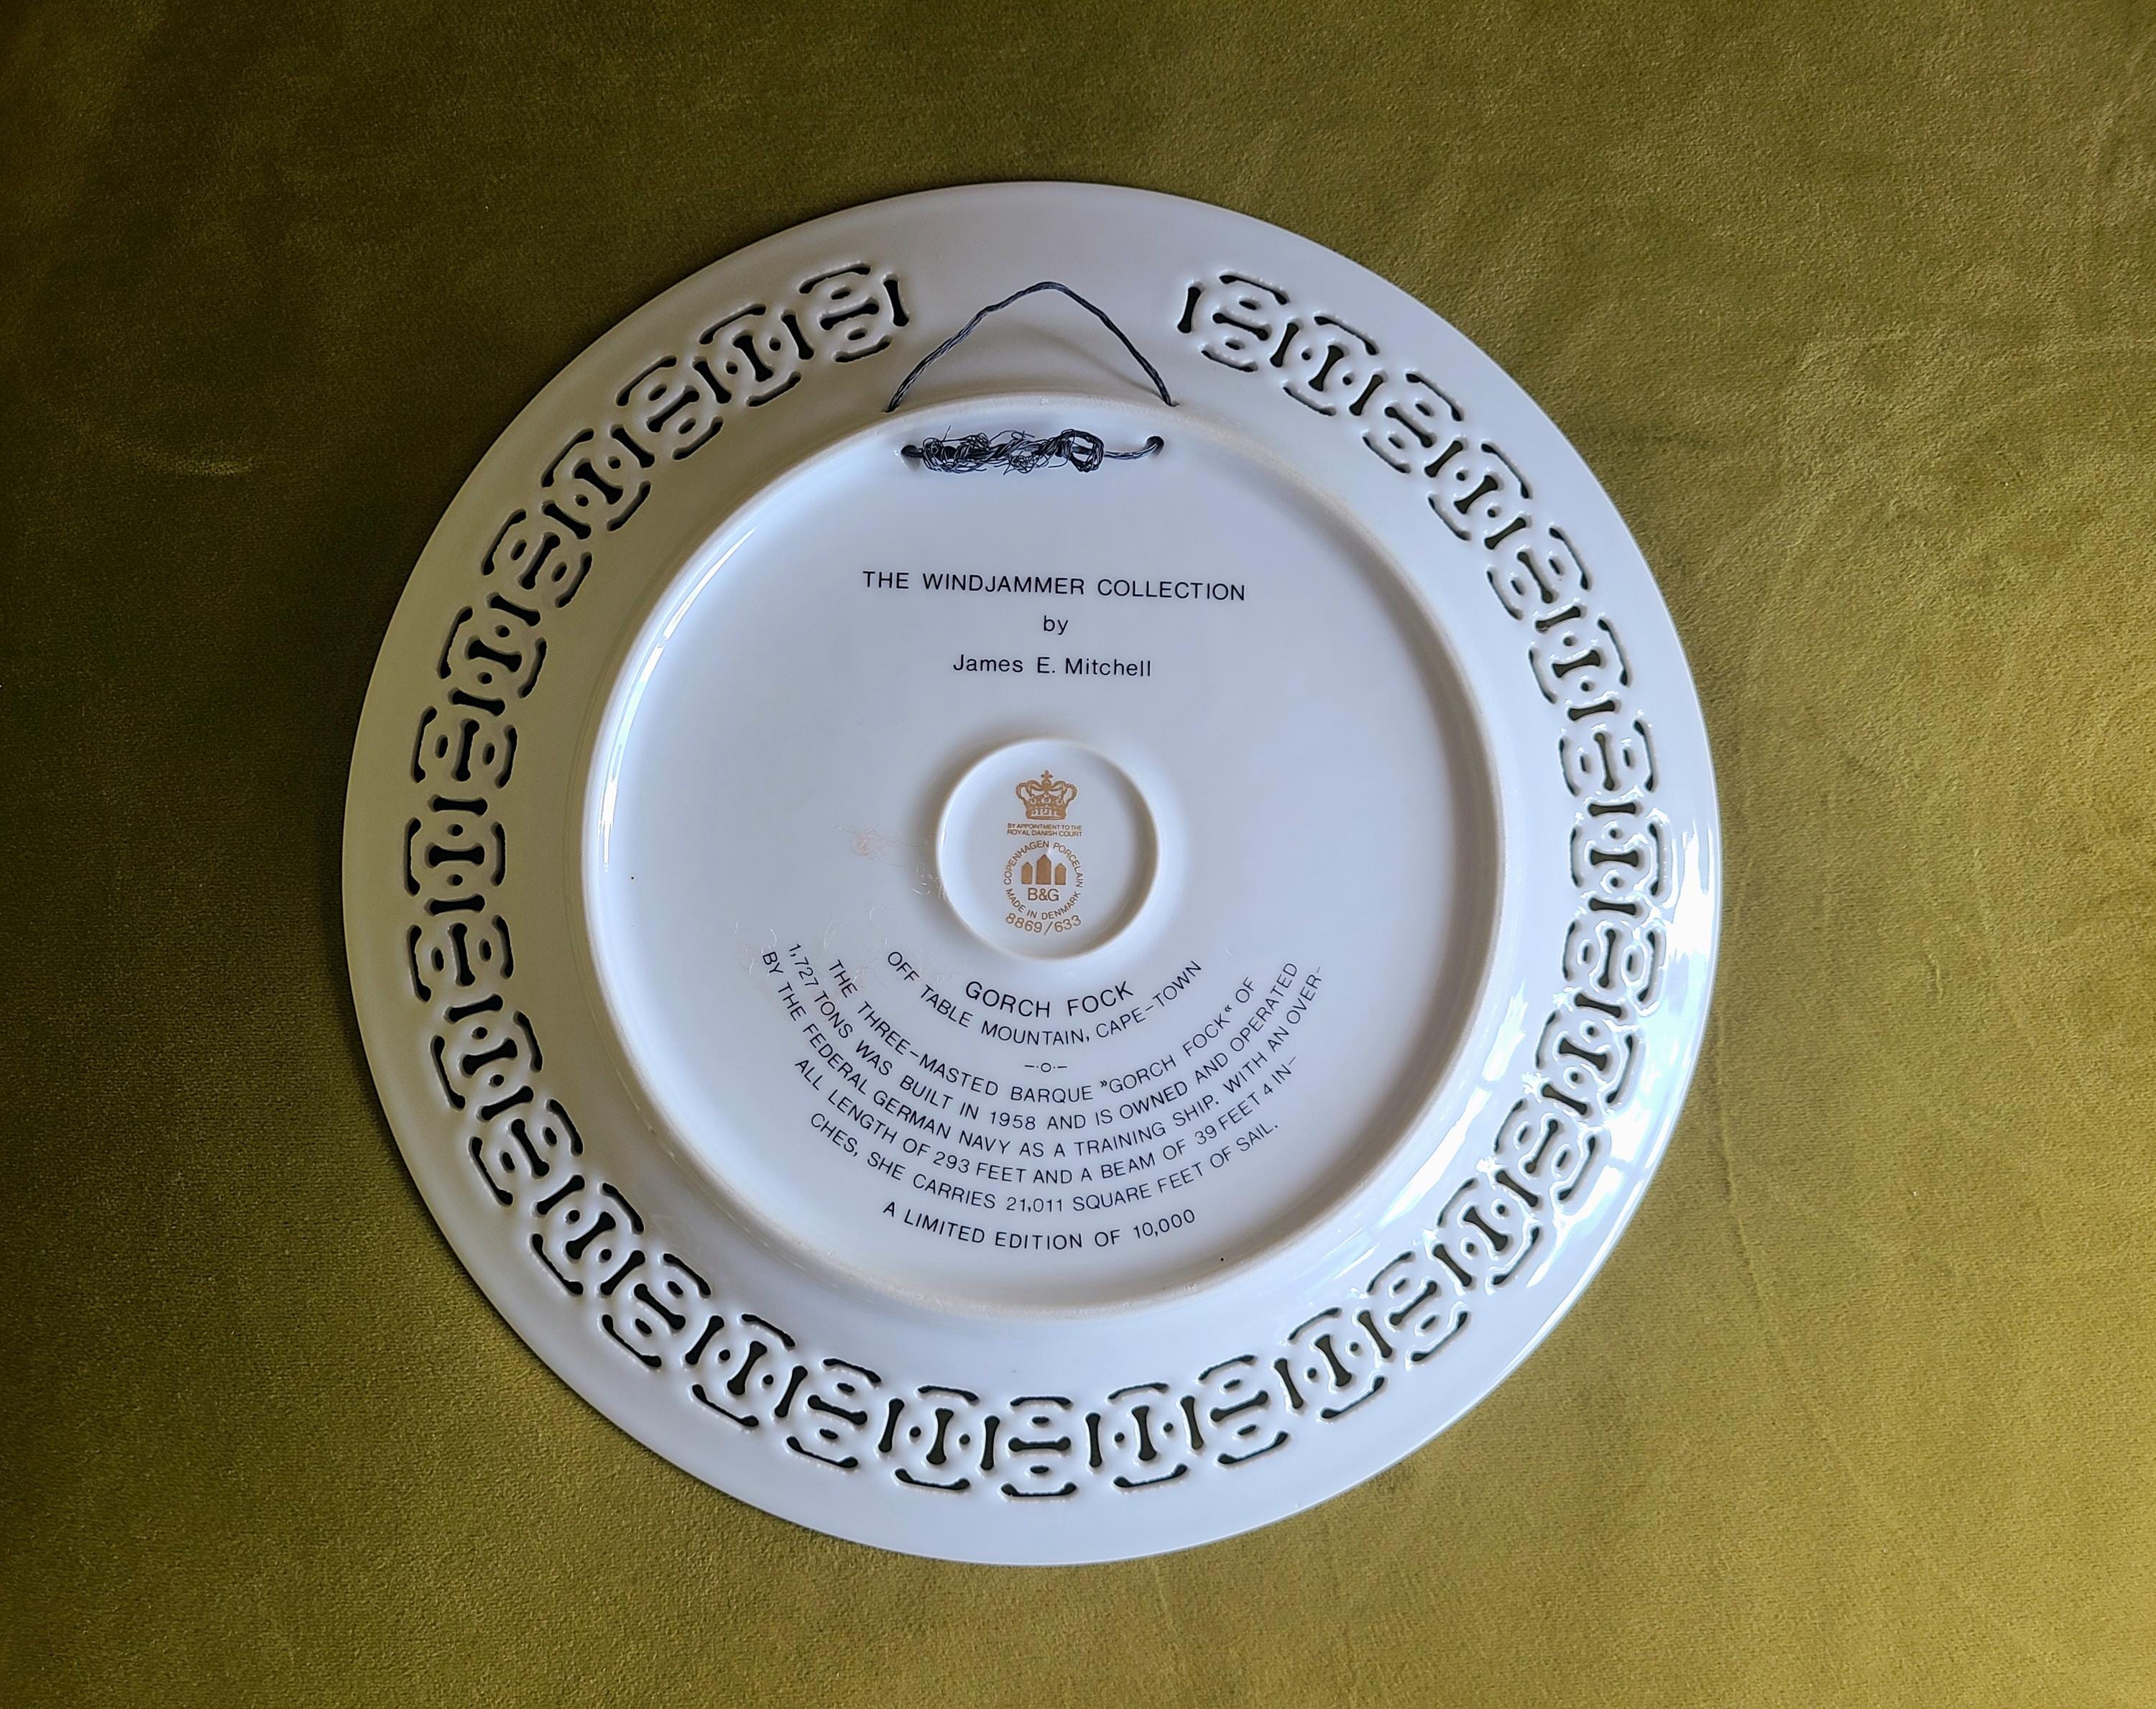 THE WINDJAMMER COLLECTION
by
James E. Mitchell
BY APPOINTMENT TO THE
ROYAL DANISH COURT
COPENHAGEN PORCELAIN
B&G
MADE IN DENMARK
8869/633
GORCH FOCK
OFF TABLE MOUNTAIN, CAPE-TOWN
THE THREE-MASTED BARQUE »GORCH FOCK« OF
1,727 TONS WAS BUILT IN 1958 AND IS OWNED AND OPERATED
BY THE FEDERAL GERMAN NAVY AS A TRAINING SHIP. WITH AN OVER-
ALL LENGTH OF 293 FEET AND A BEAM OF 39 FEET 4 IN-
CHES, SHE CARRIES 21,011 SQUARE FEET OF SAIL.
A LIMITED EDITION OF 10,000